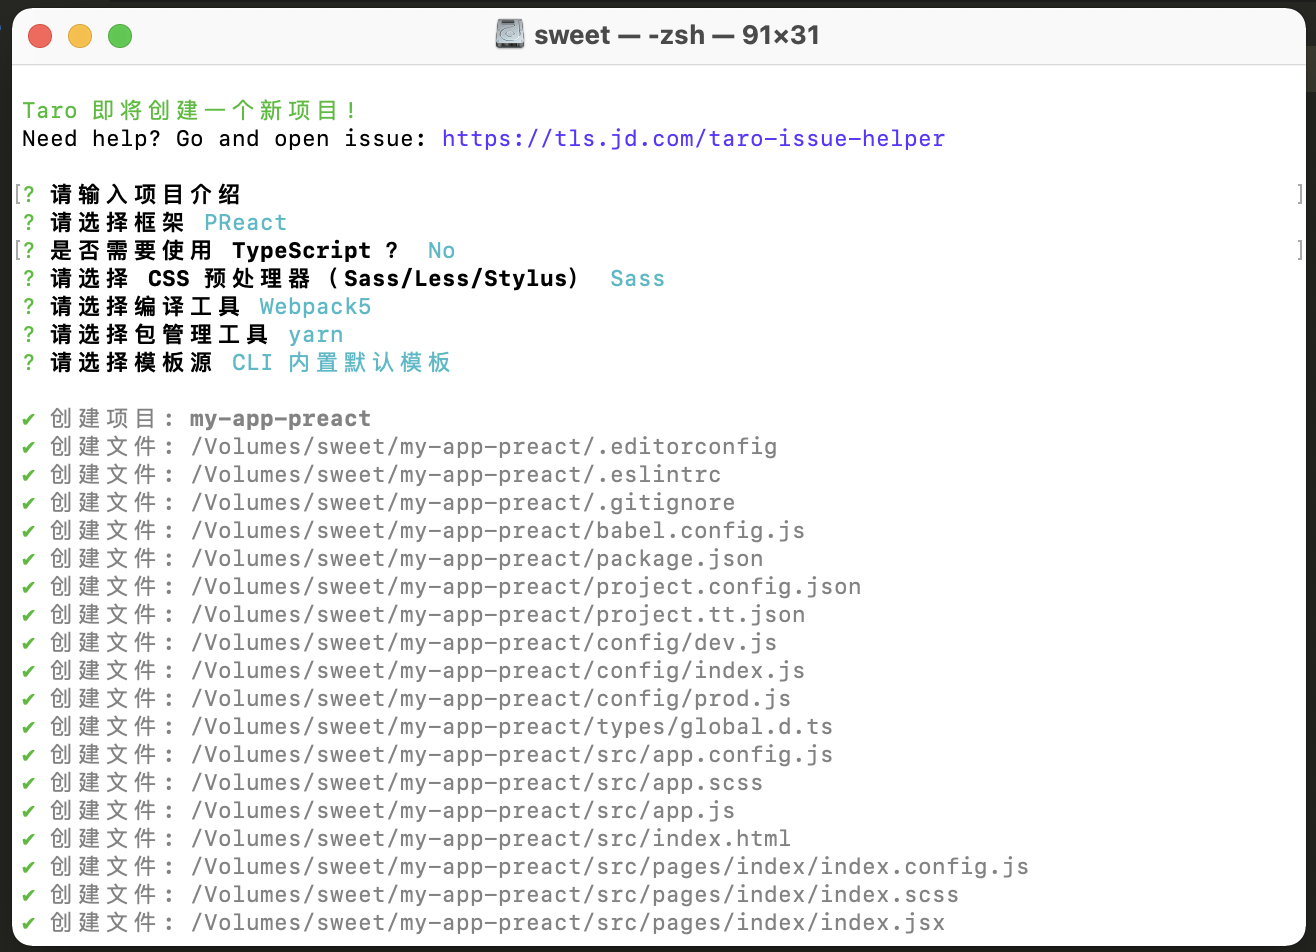 sweet — -zsh — 91×31
Taro 即将创建一个新项目!
Need help? Go and open issue: https://tls.jd.com/taro-issue-helper
[? 请输入项目介绍 ]
? 请选择框架 PReact
[? 是否需要使用 TypeScript ? No ]
? 请选择 CSS 预处理器（Sass/Less/Stylus） Sass
? 请选择编译工具 Webpack5
? 请选择包管理工具 yarn
? 请选择模板源 CLI 内置默认模板
✔ 创建项目: my-app-preact
✔ 创建文件: /Volumes/sweet/my-app-preact/.editorconfig
✔ 创建文件: /Volumes/sweet/my-app-preact/.eslintrc
✔ 创建文件: /Volumes/sweet/my-app-preact/.gitignore
✔ 创建文件: /Volumes/sweet/my-app-preact/babel.config.js
✔ 创建文件: /Volumes/sweet/my-app-preact/package.json
✔ 创建文件: /Volumes/sweet/my-app-preact/project.config.json
✔ 创建文件: /Volumes/sweet/my-app-preact/project.tt.json
✔ 创建文件: /Volumes/sweet/my-app-preact/config/dev.js
✔ 创建文件: /Volumes/sweet/my-app-preact/config/index.js
✔ 创建文件: /Volumes/sweet/my-app-preact/config/prod.js
✔ 创建文件: /Volumes/sweet/my-app-preact/types/global.d.ts
✔ 创建文件: /Volumes/sweet/my-app-preact/src/app.config.js
✔ 创建文件: /Volumes/sweet/my-app-preact/src/app.scss
✔ 创建文件: /Volumes/sweet/my-app-preact/src/app.js
✔ 创建文件: /Volumes/sweet/my-app-preact/src/index.html
✔ 创建文件: /Volumes/sweet/my-app-preact/src/pages/index/index.config.js
✔ 创建文件: /Volumes/sweet/my-app-preact/src/pages/index/index.scss
✔ 创建文件: /Volumes/sweet/my-app-preact/src/pages/index/index.jsx